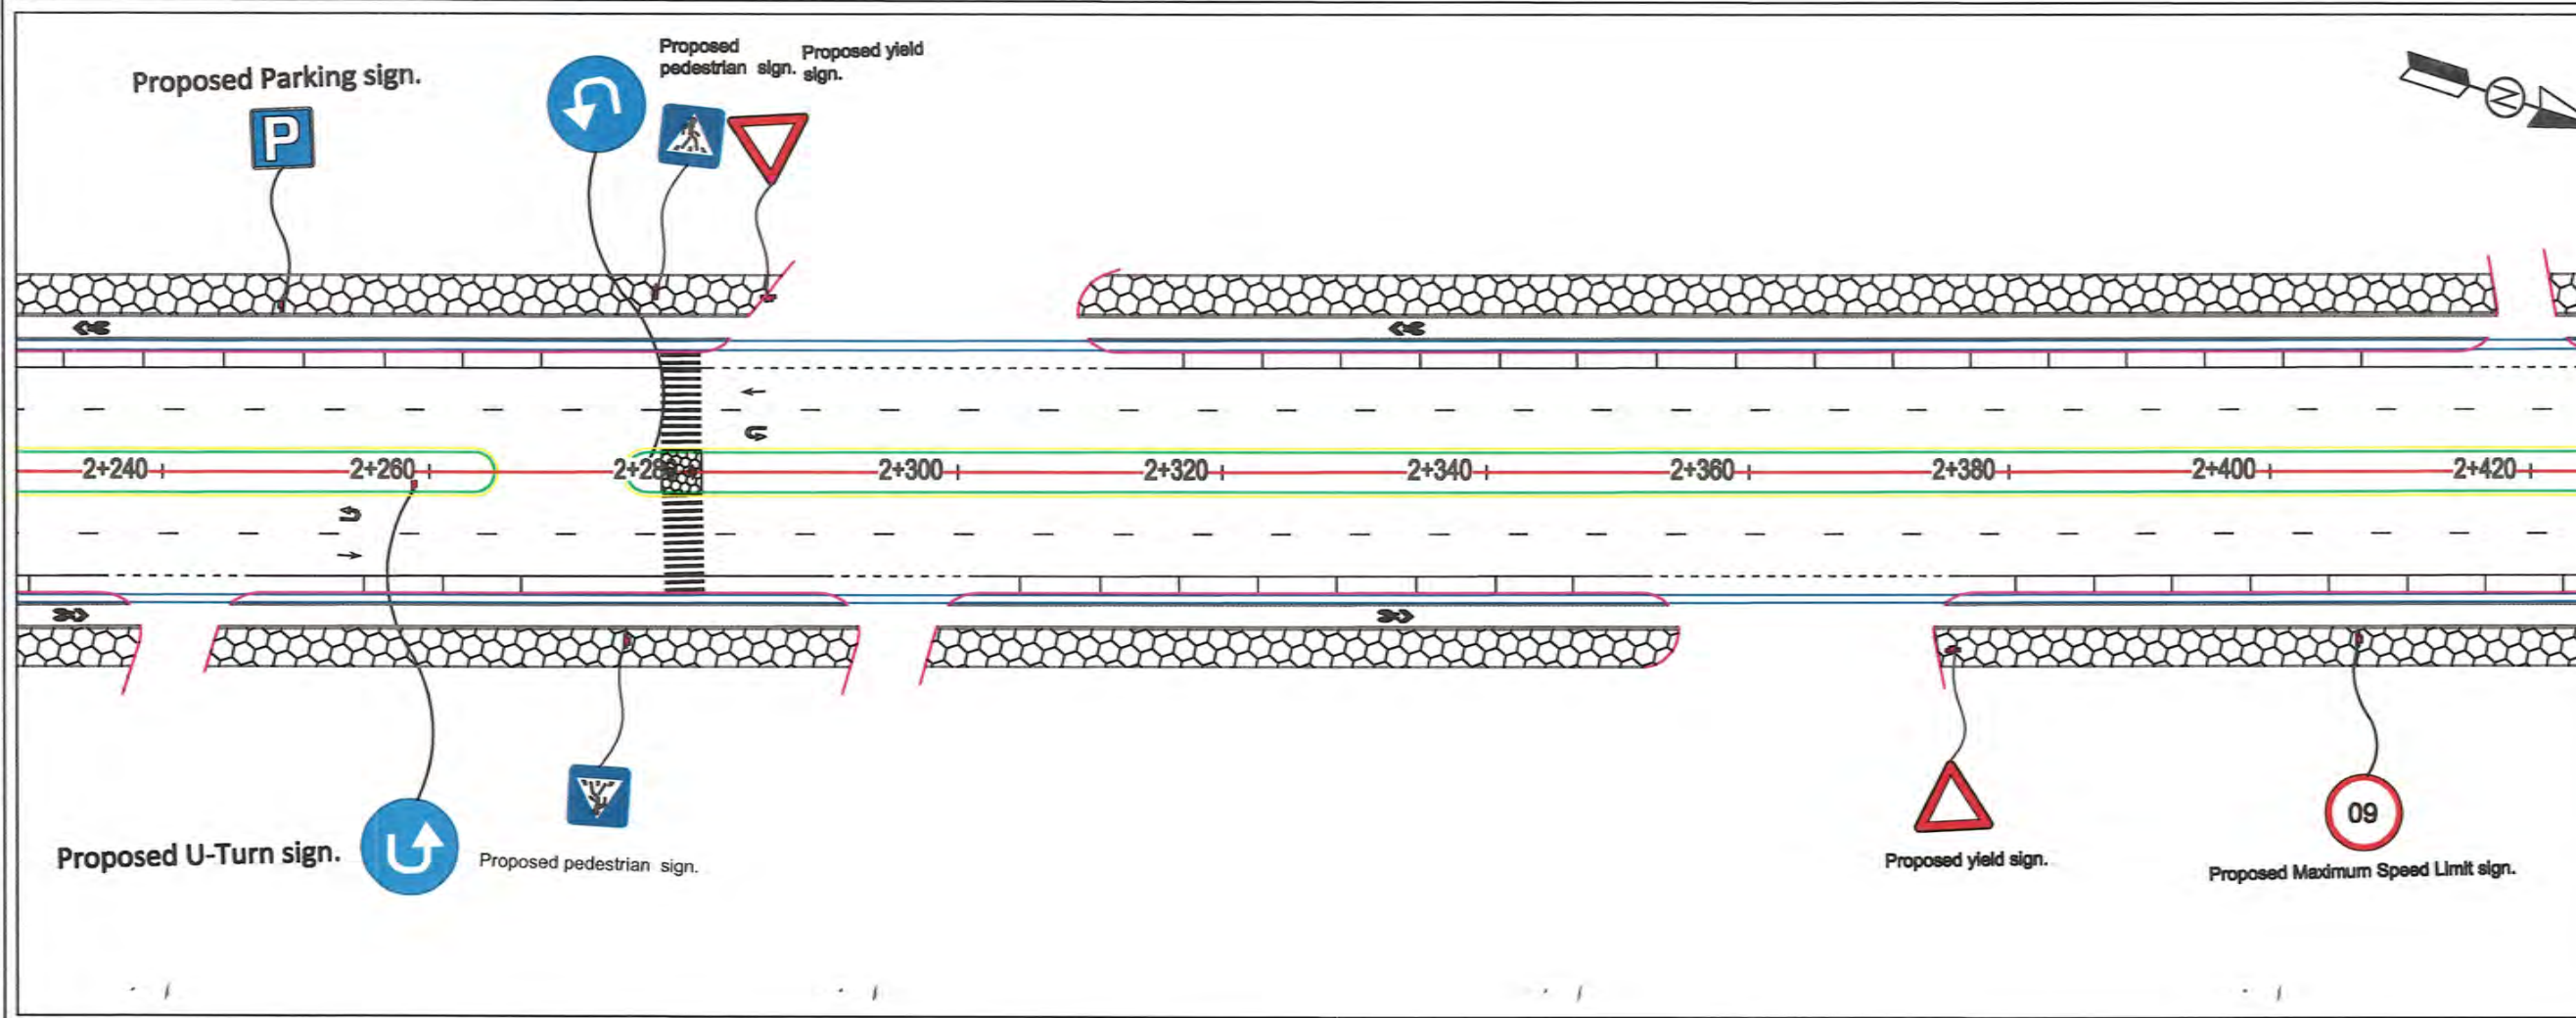 Proposed Parking sign.
P
Proposed
pedestrian sign.
Proposed yield
sign.
N
2+240
2+260
2+280
2+300
2+320
2+340
2+360
2+380
2+400
2+420
Proposed U-Turn sign.
Proposed pedestrian sign.
Proposed yield sign.
60
Proposed Maximum Speed Limit sign.